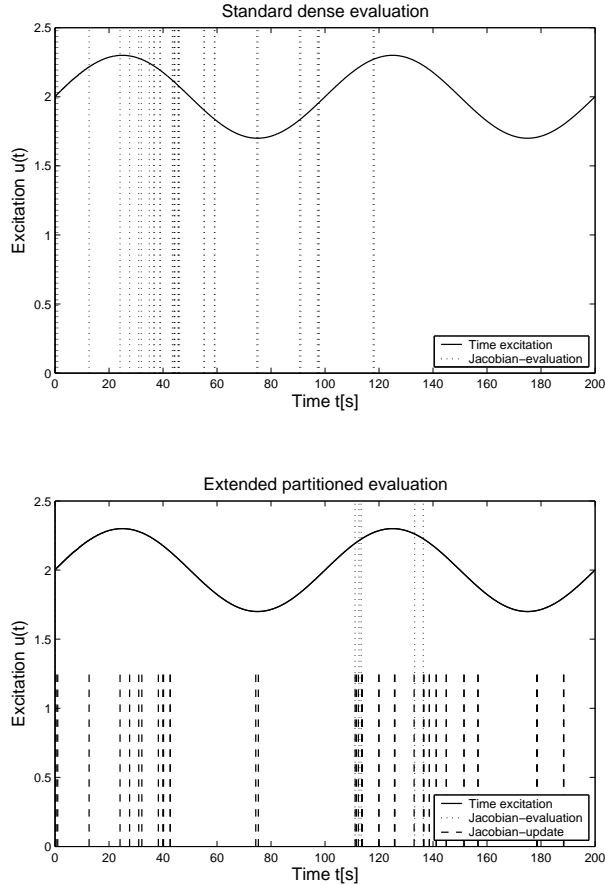 Standard dense evaluation
2.5
2
1.5
1
0.5
0
Excitation u(t)
0 20 40 60 80 100 120 140 160 180 200
Time t[s]
Time excitation
Jacobian−evaluation
Extended partitioned evaluation
2.5
2
1.5
1
0.5
0
Excitation u(t)
0 20 40 60 80 100 120 140 160 180 200
Time t[s]
Time excitation
Jacobian−evaluation
Jacobian−update